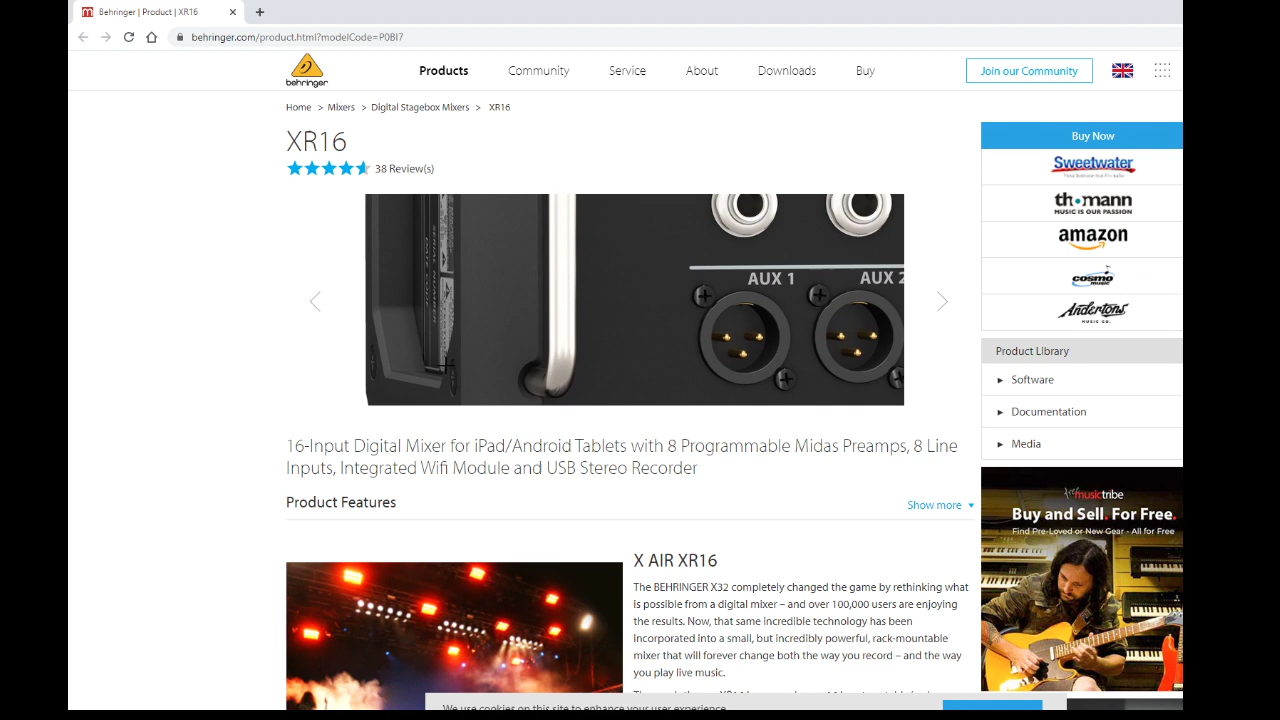 Behringer | Product | XR16
behringer.com/product.html?modelCode=P0BI7
behringer
Products Community Service About Downloads Buy
Join our Community
Home > Mixers > Digital Stagebox Mixers > XR16
XR16
38 Review(s)
Buy Now
Sweetwater
thomann
MUSIC IS OUR PASSION
amazon
cosmo
music
Andertons
MUSIC CO.
AUX 1 AUX 2
SERIAL NUMBER
DATE CODE
Product Library
Software
Documentation
Media
16-Input Digital Mixer for iPad/Android Tablets with 8 Programmable Midas Preamps, 8 Line
Inputs, Integrated Wifi Module and USB Stereo Recorder
Product Features
Show more
musictribe
Buy and Sell. For Free.
Find Pre-Loved or New Gear - All for Free
X AIR XR16
The BEHRINGER X32 completely changed the game by rethinking what
is possible from a digital mixer – and over 100,000 users are enjoying
the results. Now, that same incredible technology has been
incorporated into a small, but incredibly powerful, rack-mountable
mixer that will forever change both the way you record – and the way
you play live music.
We use cookies on this site to enhance your user experience